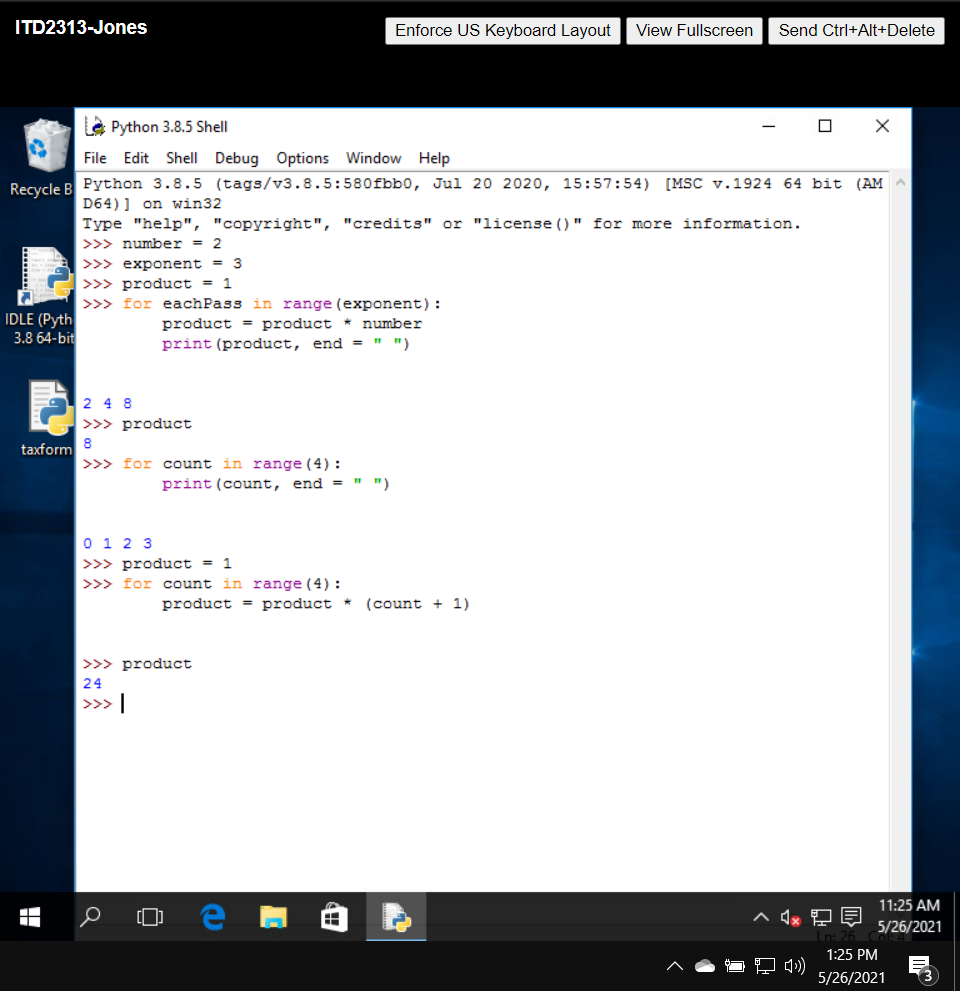 ITD2313-Jones
Enforce US Keyboard Layout
View Fullscreen
Send Ctrl+Alt+Delete
Recycle B
IDLE (Pyth
3.8 64-bit
taxform
Python 3.8.5 Shell
File Edit Shell Debug Options Window Help
Python 3.8.5 (tags/v3.8.5:580fbb0, Jul 20 2020, 15:57:54) [MSC v.1924 64 bit (AM
D64)] on win32
Type "help", "copyright", "credits" or "license()" for more information.
>>> number = 2
>>> exponent = 3
>>> product = 1
>>> for eachPass in range(exponent):
        product = product * number
        print(product, end = " ")
2 4 8
>>> product
8
>>> for count in range(4):
        print(count, end = " ")
0 1 2 3
>>> product = 1
>>> for count in range(4):
        product = product * (count + 1)
>>> product
24
>>>
11:25 AM
5/26/2021
Ln: 26 Col: 4
1:25 PM
5/26/2021
3